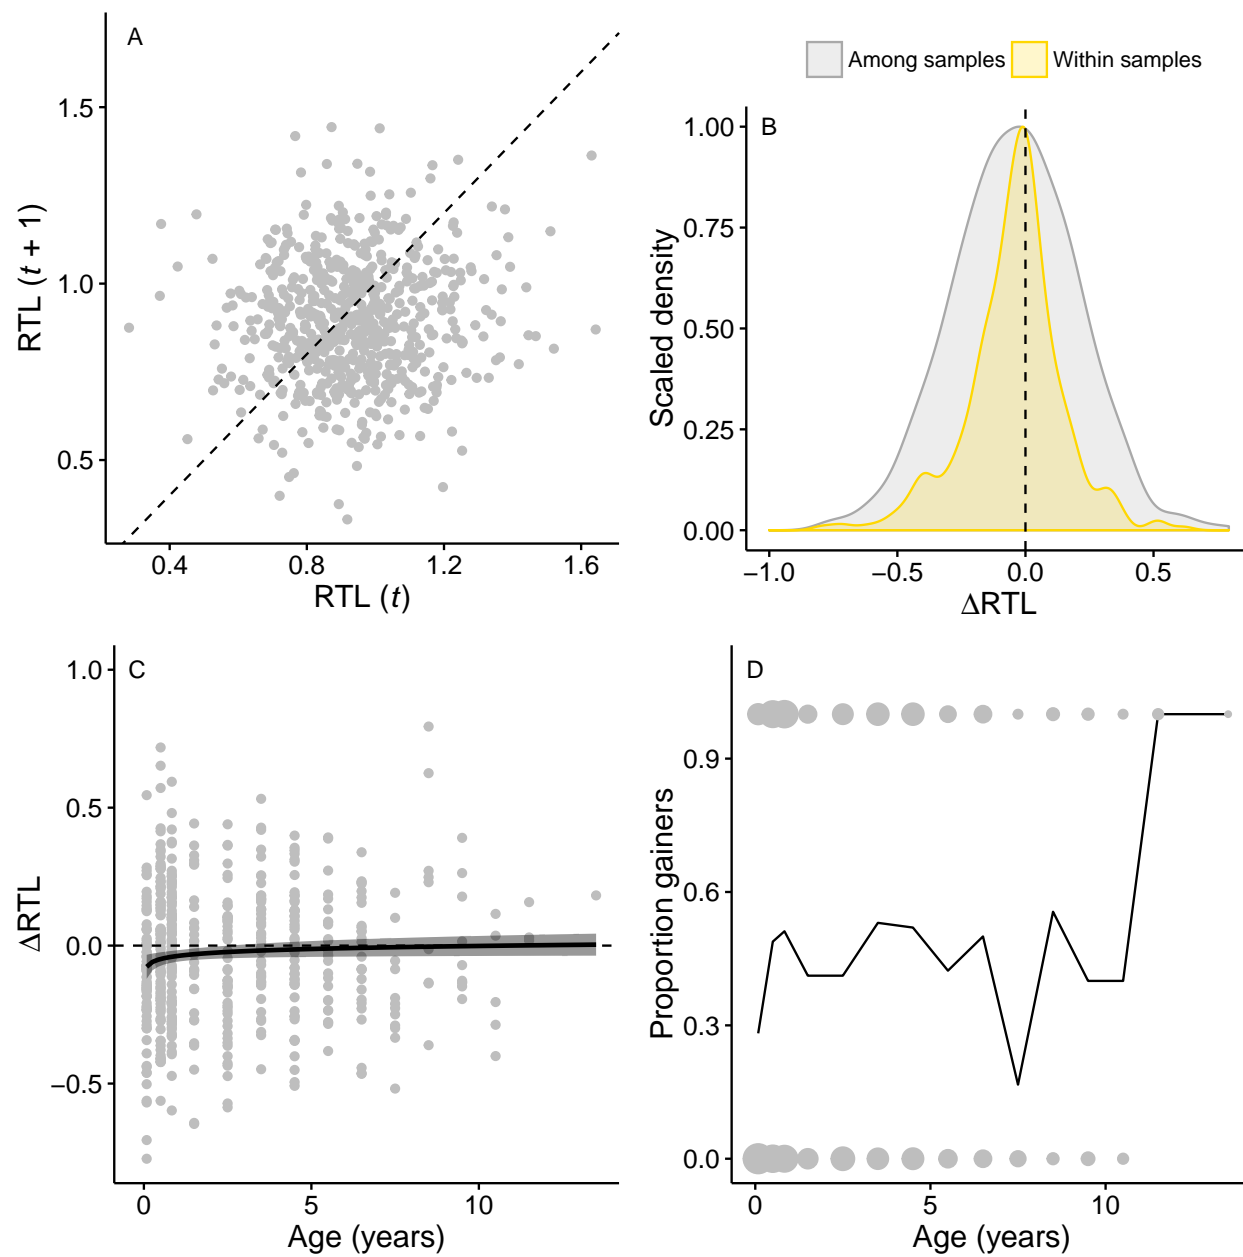 A
1.5
1.0
0.5
RTL (t + 1)
0.4 0.8 1.2 1.6
RTL (t)
Among samples Within samples
B
1.00
0.75
0.50
0.25
0.00
Scaled density
−1.0 −0.5 0.0 0.5
ΔRTL
C
1.0
0.5
0.0
−0.5
ΔRTL
0 5 10
Age (years)
D
0.9
0.6
0.3
0.0
Proportion gainers
0 5 10
Age (years)